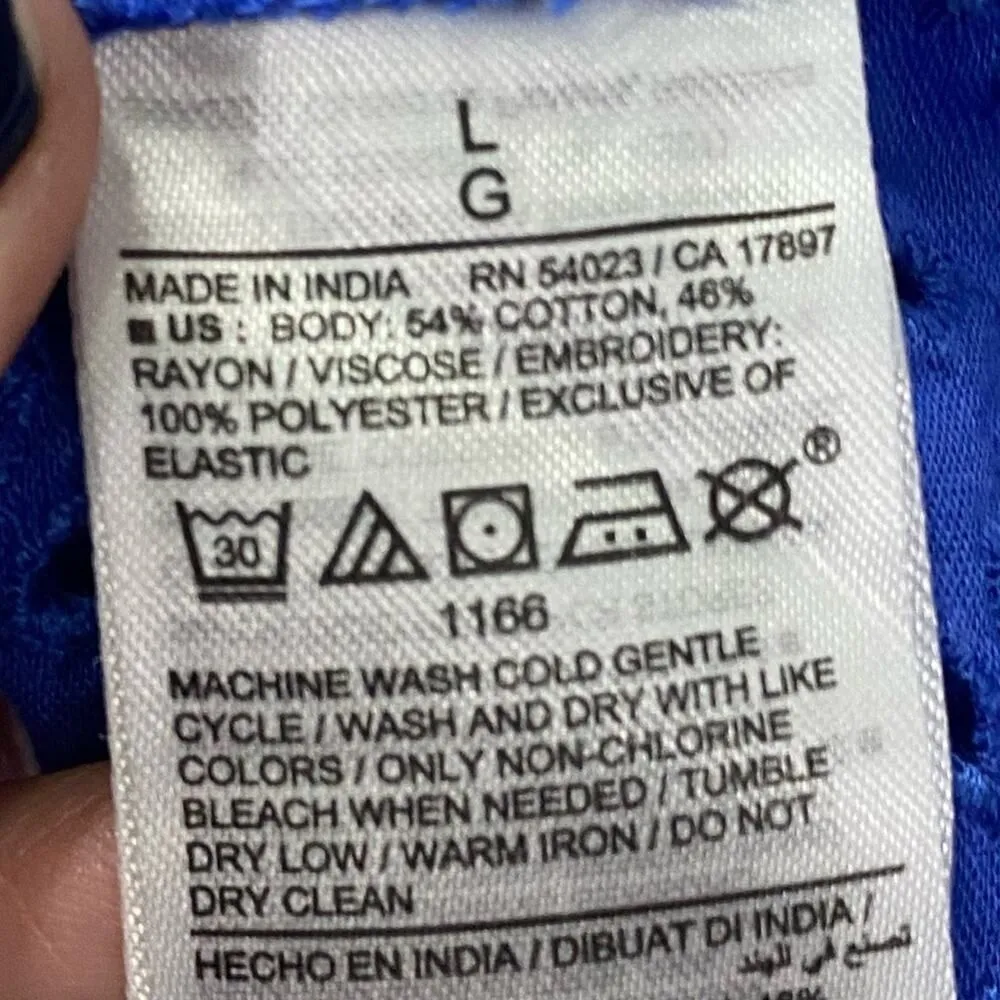 L
G
MADE IN INDIA RN 54023 / CA 17897
US : BODY: 54% COTTON, 46%
RAYON / VISCOSE / EMBROIDERY:
100% POLYESTER / EXCLUSIVE OF
ELASTIC
30 ®
1166
MACHINE WASH COLD GENTLE
CYCLE / WASH AND DRY WITH LIKE
COLORS / ONLY NON-CHLORINE
BLEACH WHEN NEEDED / TUMBLE
DRY LOW / WARM IRON / DO NOT
DRY CLEAN
HECHO EN INDIA / DIBUAT DI INDIA /
تصنع في الهند